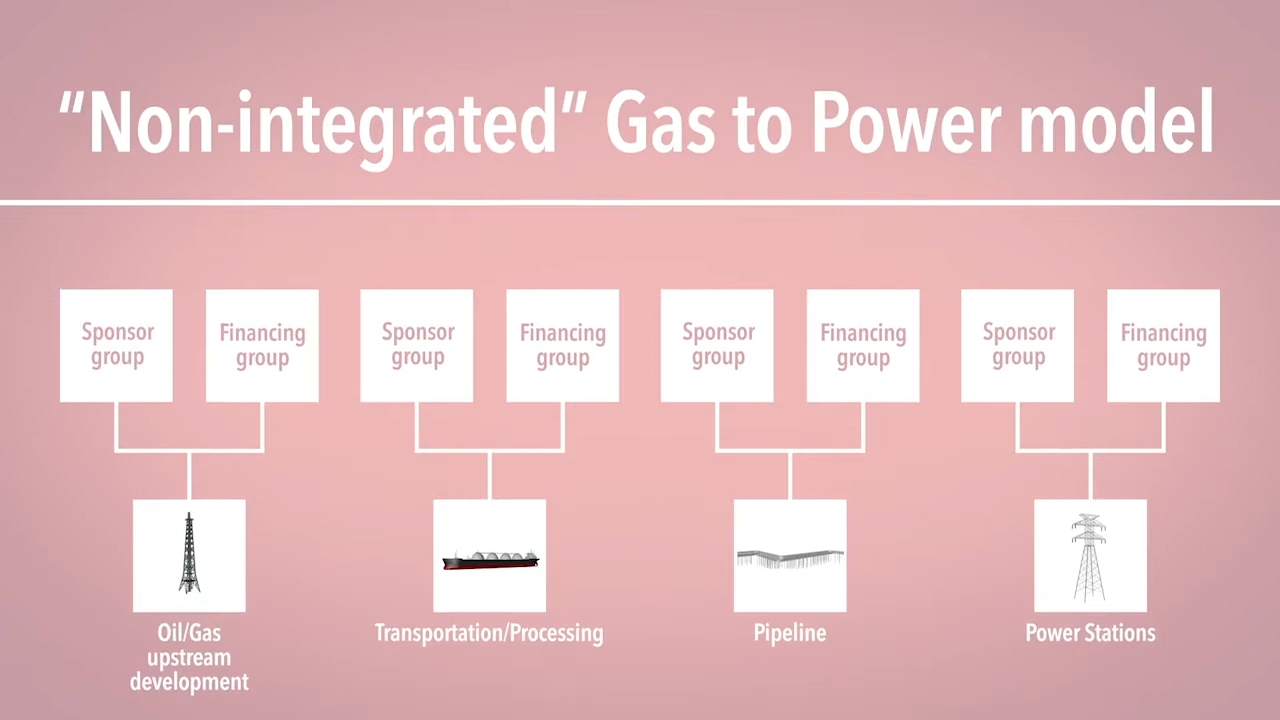 “Non-integrated” Gas to Power model
Sponsor
group
Financing
group
Sponsor
group
Financing
group
Sponsor
group
Financing
group
Sponsor
group
Financing
group
Oil/Gas
upstream
development
Transportation/Processing
Pipeline
Power Stations